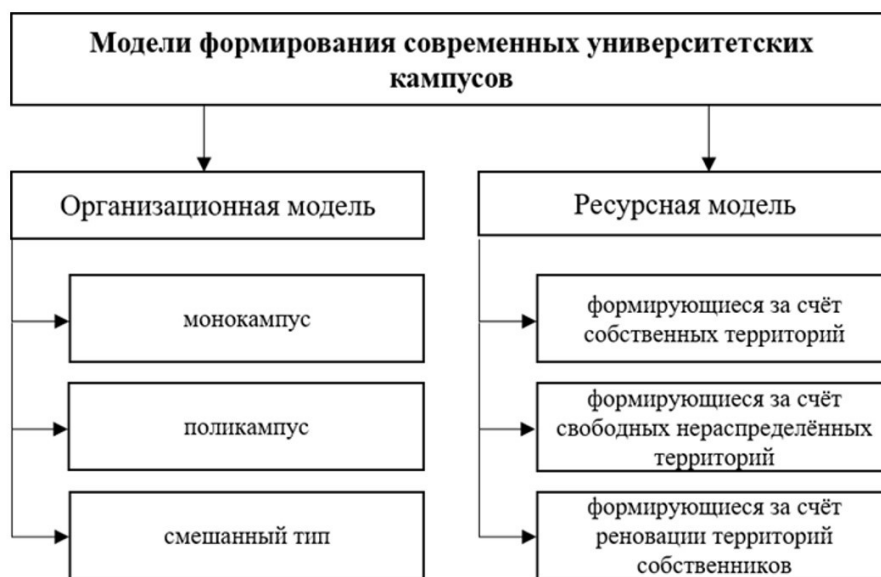 Модели формирования современных университетских
кампусов
Организационная модель
монокампус
поликампус
смешанный тип
Ресурсная модель
формирующиеся за счёт
собственных территорий
формирующиеся за счёт
свободных нераспределённых
территорий
формирующиеся за счёт
реновации территорий
собственников